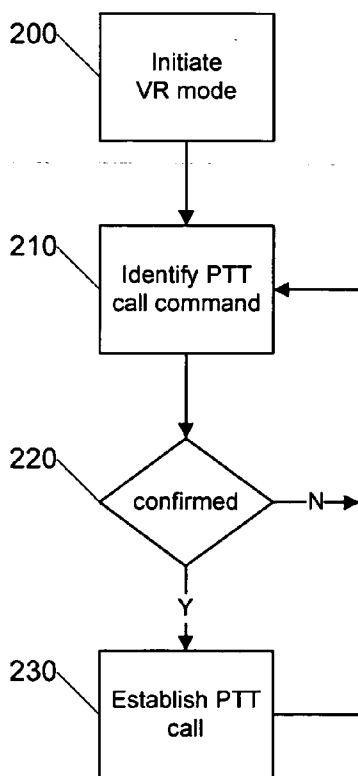 200
Initiate
VR mode
210
Identify PTT
call command
220
confirmed
N
Y
230
Establish PTT
call